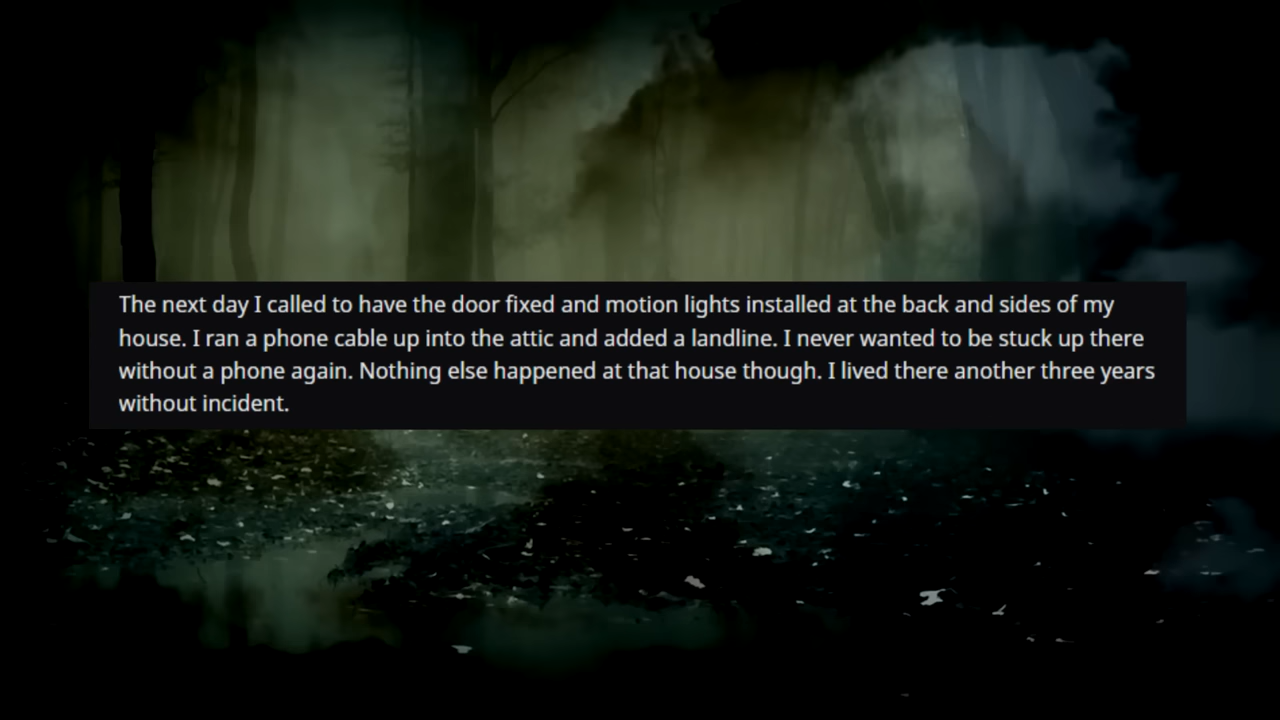 The next day I called to have the door fixed and motion lights installed at the back and sides of my
house. I ran a phone cable up into the attic and added a landline. I never wanted to be stuck up there
without a phone again. Nothing else happened at that house though. I lived there another three years
without incident.